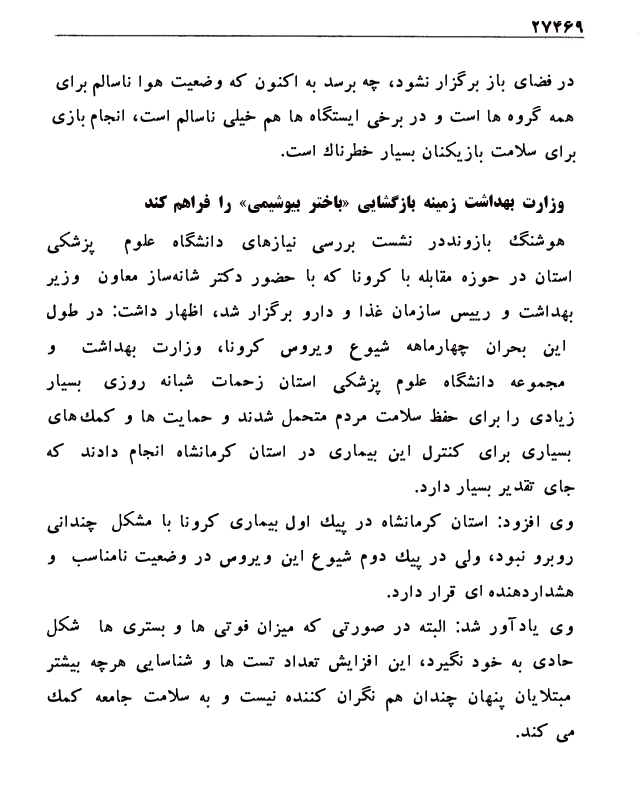 ۲۷۴۶۹
در فضای باز برگزار نشود، چه برسد به اکنون که وضعیت هوا ناسالم برای
همه گروه ها است و در برخی ایستگاه ها هم خیلی ناسالم است، انجام بازی
برای سلامت بازیکنان بسیار خطرناك است.
وزارت بهداشت زمینه بازگشایی «باختر بیوشیمی» را فراهم کند
هوشنگ بازونددر نشست بررسی نیازهای دانشگاه علوم پزشکی
استان در حوزه مقابله با کرونا که با حضور دکتر شانه‌ساز معاون وزیر
بهداشت و رییس سازمان غذا و دارو برگزار شد، اظهار داشت: در طول
این بحران چهارماهه شیوع ویروس کرونا، وزارت بهداشت و
مجموعه دانشگاه علوم پزشکی استان زحمات شبانه روزی بسیار
زیادی را برای حفظ سلامت مردم متحمل شدند و حمایت ها و کمك‌های
بسیاری برای کنترل این بیماری در استان کرمانشاه انجام دادند که
جای تقدیر بسیار دارد.
وی افزود: استان کرمانشاه در پیك اول بیماری کرونا با مشکل چندانی
روبرو نبود، ولی در پیك دوم شیوع این ویروس در وضعیت نامناسب و
هشداردهنده ای قرار دارد.
وی یادآور شد: البته در صورتی که میزان فوتی ها و بستری ها شکل
حادی به خود نگیرد، این افزایش تعداد تست ها و شناسایی هرچه بیشتر
مبتلایان پنهان چندان هم نگران کننده نیست و به سلامت جامعه کمك
می کند.